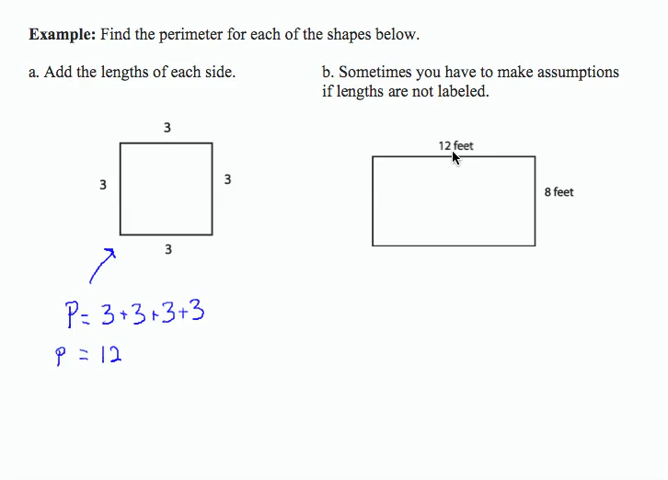 Example: Find the perimeter for each of the shapes below.
a. Add the lengths of each side.
b. Sometimes you have to make assumptions
if lengths are not labeled.
3
3
3
3
12 feet
8 feet
P = 3 + 3 + 3 + 3
P = 12